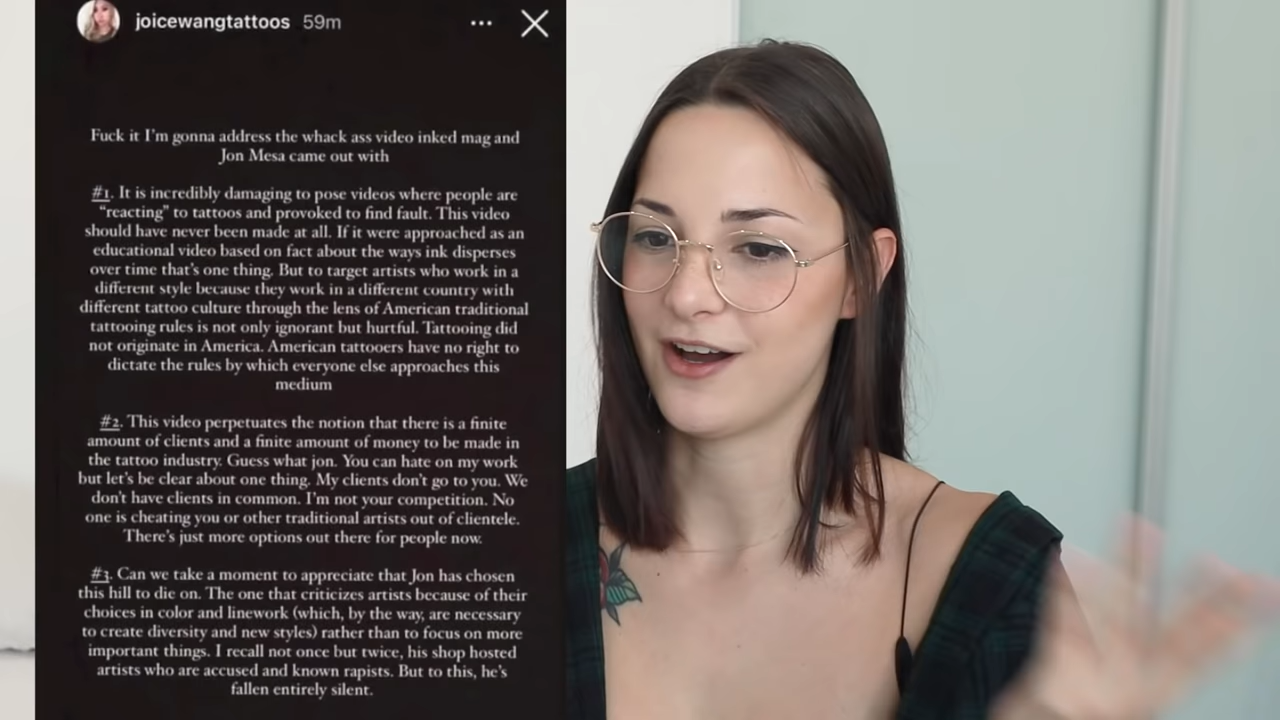 joicewangtattoos 59m
Fuck it I'm gonna address the whack ass video inked mag and
Jon Mesa came out with
#1. It is incredibly damaging to pose videos where people are
“reacting” to tattoos and provoked to find fault. This video
should have never been made at all. If it were approached as an
educational video based on fact about the ways ink disperses
over time that's one thing. But to target artists who work in a
different style because they work in a different country with
different tattoo culture through the lens of American traditional
tattooing rules is not only ignorant but hurtful. Tattooing did
not originate in America. American tattooers have no right to
dictate the rules by which everyone else approaches this
medium
#2. This video perpetuates the notion that there is a finite
amount of clients and a finite amount of money to be made in
the tattoo industry. Guess what jon. You can hate on my work
but let's be clear about one thing. My clients don't go to you. We
don't have clients in common. I'm not your competition. No
one is cheating you or other traditional artists out of clientele.
There's just more options out there for people now.
#3. Can we take a moment to appreciate that Jon has chosen
this hill to die on. The one that criticizes artists because of their
choices in color and linework (which, by the way, are necessary
to create diversity and new styles) rather than to focus on more
important things. I recall not once but twice, his shop hosted
artists who are accused and known rapists. But to this, he's
fallen entirely silent.